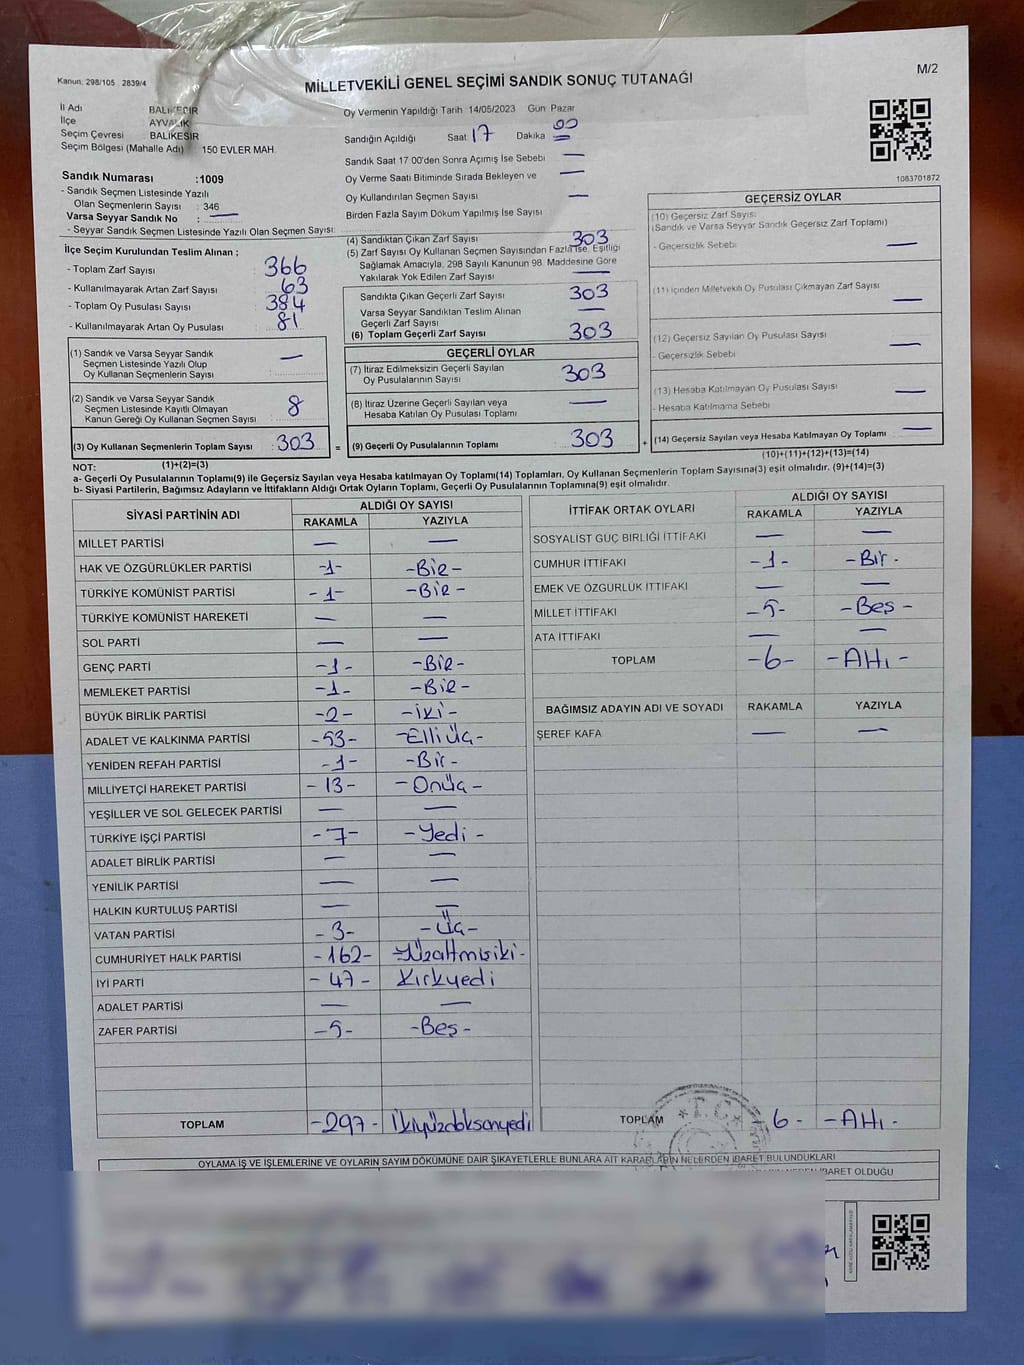 Kanun: 298/105 2839/4
MİLLETVEKİLİ GENEL SEÇİMİ SANDIK SONUÇ TUTANAĞI
M/2
İl Adı BALIKESİR
İlçe AYVALIK
Seçim Çevresi BALIKESİR
Seçim Bölgesi (Mahalle Adı) 150 EVLER MAH.
Oy Vermenin Yapıldığı Tarih 14/05/2023 Gün Pazar
Sandığın Açıldığı Saat 17 Dakika 00
Sandık Saat 17 00'den Sonra Açımış İse Sebebi —
Oy Verme Saati Bitiminde Sırada Bekleyen ve —
Oy Kullandırılan Seçmen Sayısı —
Birden Fazla Sayım Döküm Yapılmış İse Sayısı
1083701872
Sandık Numarası :1009
- Sandık Seçmen Listesinde Yazılı
Olan Seçmenlerin Sayısı : 346
Varsa Seyyar Sandık No : —
- Seyyar Sandık Seçmen Listesinde Yazılı Olan Seçmen Sayısı:
İlçe Seçim Kurulundan Teslim Alınan ;
- Toplam Zarf Sayısı 366
- Kullanılmayarak Artan Zarf Sayısı 63
- Toplam Oy Pusulası Sayısı 384
- Kullanılmayarak Artan Oy Pusulası 81
(1) Sandık ve Varsa Seyyar Sandık —
Seçmen Listesinde Yazılı Olup
Oy Kullanan Seçmenlerin Sayısı
(2) Sandık ve Varsa Seyyar Sandık
Seçmen Listesinde Kayıtlı Olmayan 8
Kanun Gereği Oy Kullanan Seçmen Sayısı
(3) Oy Kullanan Seçmenlerin Toplam Sayısı 303 =
(1)+(2)=(3)
(4) Sandıktan Çıkan Zarf Sayısı 303
(5) Zarf Sayısı Oy Kullanan Seçmen Sayısından Fazla İse, Eşitliği
Sağlamak Amacıyla, 298 Sayılı Kanunun 98. Maddesine Göre
Yakılarak Yok Edilen Zarf Sayısı —
Sandıkta Çıkan Geçerli Zarf Sayısı 303
Varsa Seyyar Sandıktan Teslim Alınan —
Geçerli Zarf Sayısı
(6) Toplam Geçerli Zarf Sayısı 303
GEÇERLİ OYLAR
(7) İtiraz Edilmeksizin Geçerli Sayılan 303
Oy Pusulalarının Sayısı
(8) İtiraz Üzerine Geçerli Sayılan veya —
Hesaba Katılan Oy Pusulası Toplamı
(9) Geçerli Oy Pusulalarının Toplamı 303 +
GEÇERSİZ OYLAR
(10) Geçersiz Zarf Sayısı
(Sandık ve Varsa Seyyar Sandık Geçersiz Zarf Toplamı)
- Geçersizlik Sebebi —
(11) İçinden Milletvekili Oy Pusulası Çıkmayan Zarf Sayısı —
(12) Geçersiz Sayılan Oy Pusulası Sayısı —
- Geçersizlik Sebebi
(13) Hesaba Katılmayan Oy Pusulası Sayısı —
- Hesaba Katılmama Sebebi
(14) Geçersiz Sayılan veya Hesaba Katılmayan Oy Toplamı —
(10)+(11)+(12)+(13)=(14)
NOT:
a- Geçerli Oy Pusulalarının Toplamı(9) ile Geçersiz Sayılan veya Hesaba katılmayan Oy Toplamı(14) Toplamları, Oy Kullanan Seçmenlerin Toplam Sayısına(3) eşit olmalıdır. (9)+(14)=(3)
b- Siyasi Partilerin, Bağımsız Adayların ve İttifakların Aldığı Ortak Oyların Toplamı, Geçerli Oy Pusulalarının Toplamına(9) eşit olmalıdır.
SİYASİ PARTİNİN ADI ALDIĞI OY SAYISI
RAKAMLA YAZIYLA
MİLLET PARTİSİ — —
HAK VE ÖZGÜRLÜKLER PARTİSİ -1- -Bir-
TÜRKİYE KOMÜNİST PARTİSİ -1- -Bir-
TÜRKİYE KOMÜNİST HAREKETİ — —
SOL PARTİ — —
GENÇ PARTİ -1- -Bir-
MEMLEKET PARTİSİ -1- -Bir-
BÜYÜK BİRLİK PARTİSİ -2- -iki-
ADALET VE KALKINMA PARTİSİ -53- -Elli Üç-
YENİDEN REFAH PARTİSİ -1- -Bir-
MİLLİYETÇİ HAREKET PARTİSİ -13- -Onüç-
YEŞİLLER VE SOL GELECEK PARTİSİ — —
TÜRKİYE İŞÇİ PARTİSİ -7- -Yedi-
ADALET BİRLİK PARTİSİ — —
YENİLİK PARTİSİ — —
HALKIN KURTULUŞ PARTİSİ — —
VATAN PARTİSİ -3- -Üç-
CUMHURİYET HALK PARTİSİ -162- -Yüzaltmışiki-
İYİ PARTİ -47- Kırkyedi
ADALET PARTİSİ — —
ZAFER PARTİSİ -5- -Beş-
TOPLAM -297- İkiyüzdoksanyedi
İTTİFAK ORTAK OYLARI ALDIĞI OY SAYISI
RAKAMLA YAZIYLA
SOSYALİST GÜÇ BİRLİĞİ İTTİFAKI — —
CUMHUR İTTİFAKI -1- -Bir-
EMEK VE ÖZGÜRLÜK İTTİFAKI — —
MİLLET İTTİFAKI -5- -Beş-
ATA İTTİFAKI — —
TOPLAM -6- -Altı-
BAĞIMSIZ ADAYIN ADI VE SOYADI RAKAMLA YAZIYLA
ŞEREF KAFA — —
TOPLAM 6- -Altı-
T.C.
OYLAMA İŞ VE İŞLEMLERİNE VE OYLARIN SAYIM DÖKÜMÜNE DAİR ŞİKAYETLERLE BUNLARA AİT KARARLARIN NELERDEN İBARET BULUNDUKLARI
İBARET OLDUĞU